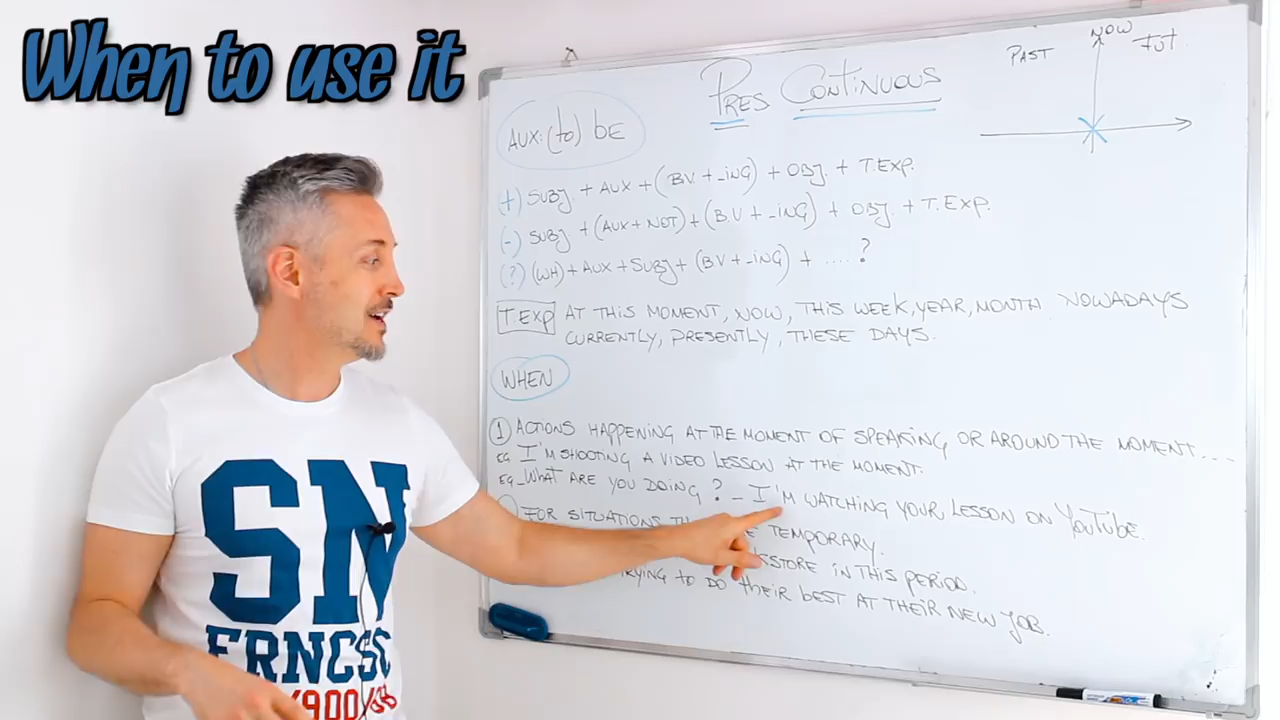 When to use it
PAST NOW FUT.
PRES CONTINUOUS
AUX: (to) BE
(+) SUBJ. + AUX + (B.V. + -ING) + OBJ. + T. EXP.
(-) SUBJ + (AUX + NOT) + (B.V + -ING) + OBJ. + T. EXP.
(?) (WH) + AUX + SUBJ + (B.V + -ING) + .... ?
T. EXP AT THIS MOMENT, NOW, THIS WEEK, YEAR, MONTH NOWADAYS
CURRENTLY, PRESENTLY, THESE DAYS.
WHEN
1 ACTIONS HAPPENING AT THE MOMENT OF SPEAKING OR AROUND THE MOMENT...
EG I'M SHOOTING A VIDEO LESSON AT THE MOMENT.
EG_ WHAT ARE YOU DOING? - I'M WATCHING YOUR LESSON ON YOUTUBE.
FOR SITUATIONS TEMPORARY.
IN THIS PERIOD.
TRYING TO DO THEIR BEST AT THEIR NEW JOB.
SN
FRNCSC